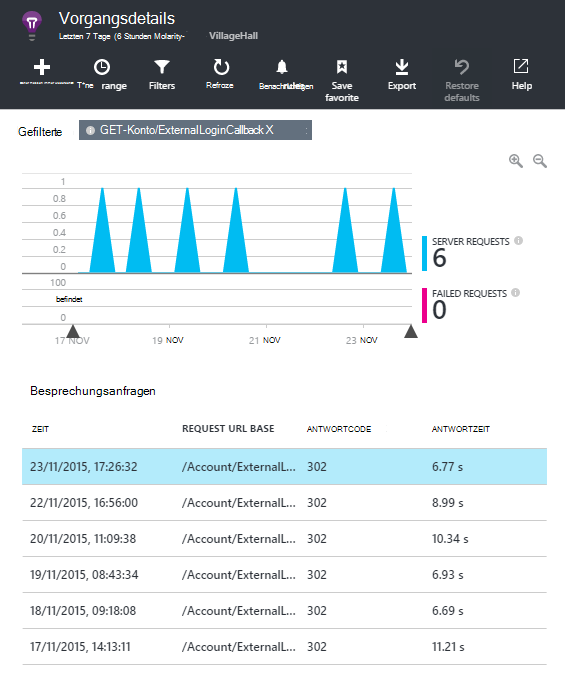 Vorgangsdetails
Letzten 7 Tage (6 Stunden Molarity- VillageHall
T*ne range Filters Refroze Save favorite Export Restore defaults Help
Gefilterte GET-Konto/ExternalLoginCallback X
1
0.8
0.6
0.4
0.2
0
SERVER REQUESTS
6
100
befindet
0
FAILED REQUESTS
0
17 NOV 19 NOV 21 NOV 23 NOV
Besprechungsanfragen
ZEIT REQUEST URL BASE ANTWORTCODE ANTWORTZEIT
23/11/2015, 17:26:32 /Account/ExternalL... 302 6.77 s
22/11/2015, 16:56:00 /Account/ExternalL... 302 8.99 s
20/11/2015, 11:09:38 /Account/ExternalL... 302 10.34 s
19/11/2015, 08:43:34 /Account/ExternalL... 302 6.93 s
18/11/2015, 09:18:08 /Account/ExternalL... 302 6.69 s
17/11/2015, 14:13:11 /Account/ExternalL... 302 11.21 s